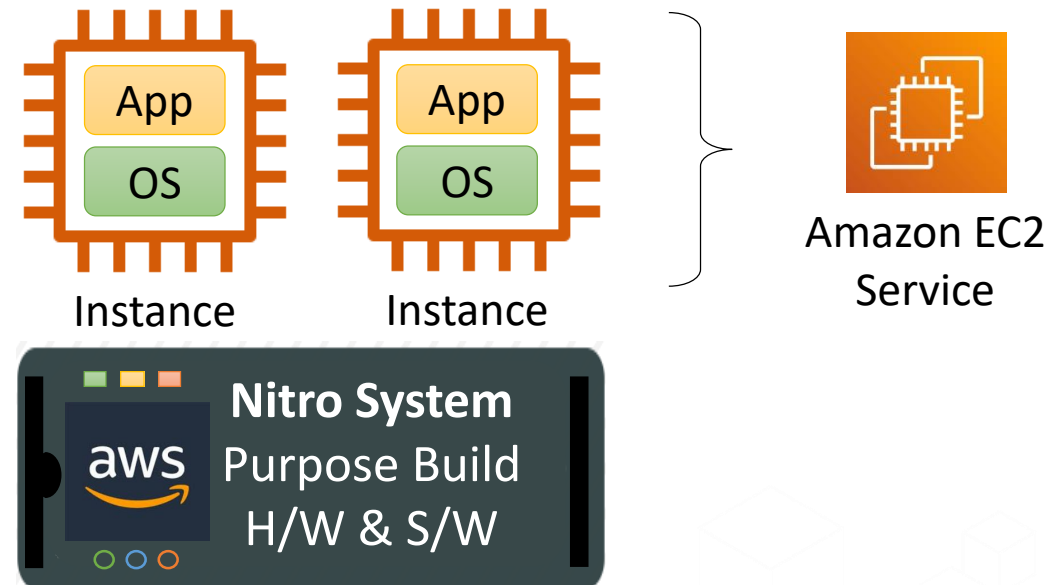 App
OS
Instance
App
OS
Instance
Amazon EC2
Service
aws
Nitro System
Purpose Build
H/W & S/W